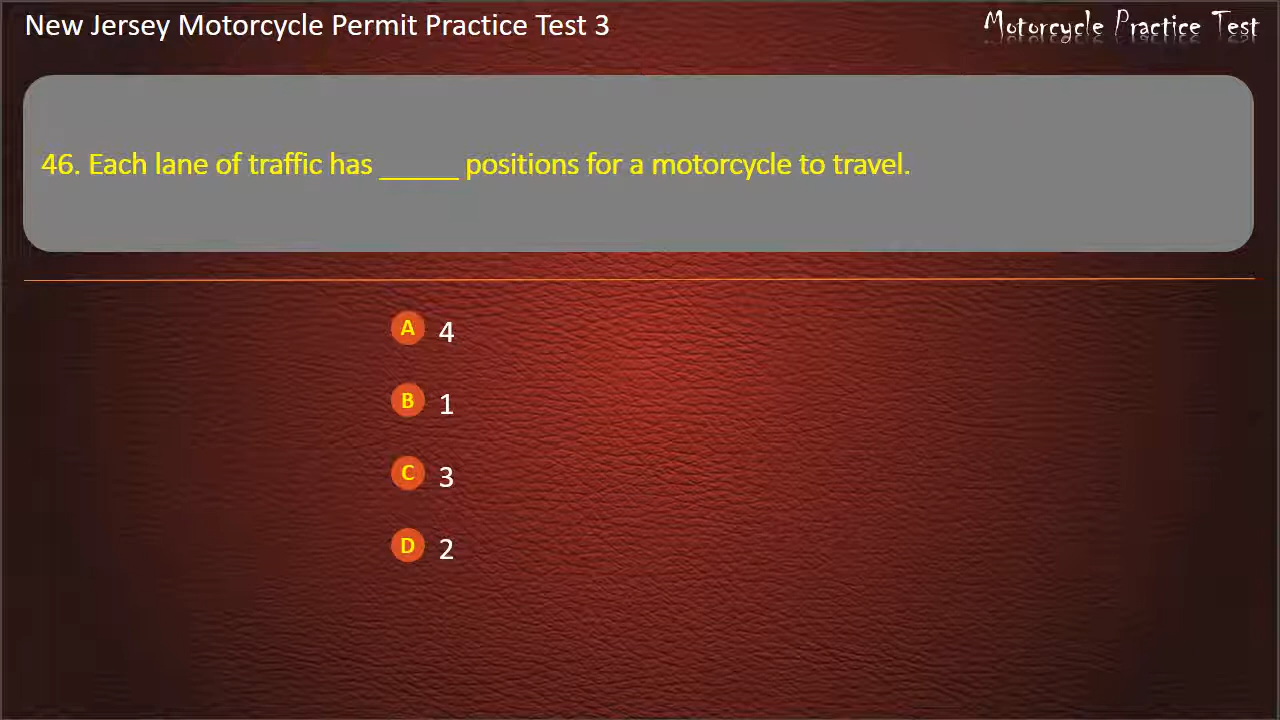 New Jersey Motorcycle Permit Practice Test 3
Motorcycle Practice Test
46. Each lane of traffic has _____ positions for a motorcycle to travel.
A 4
B 1
C 3
D 2